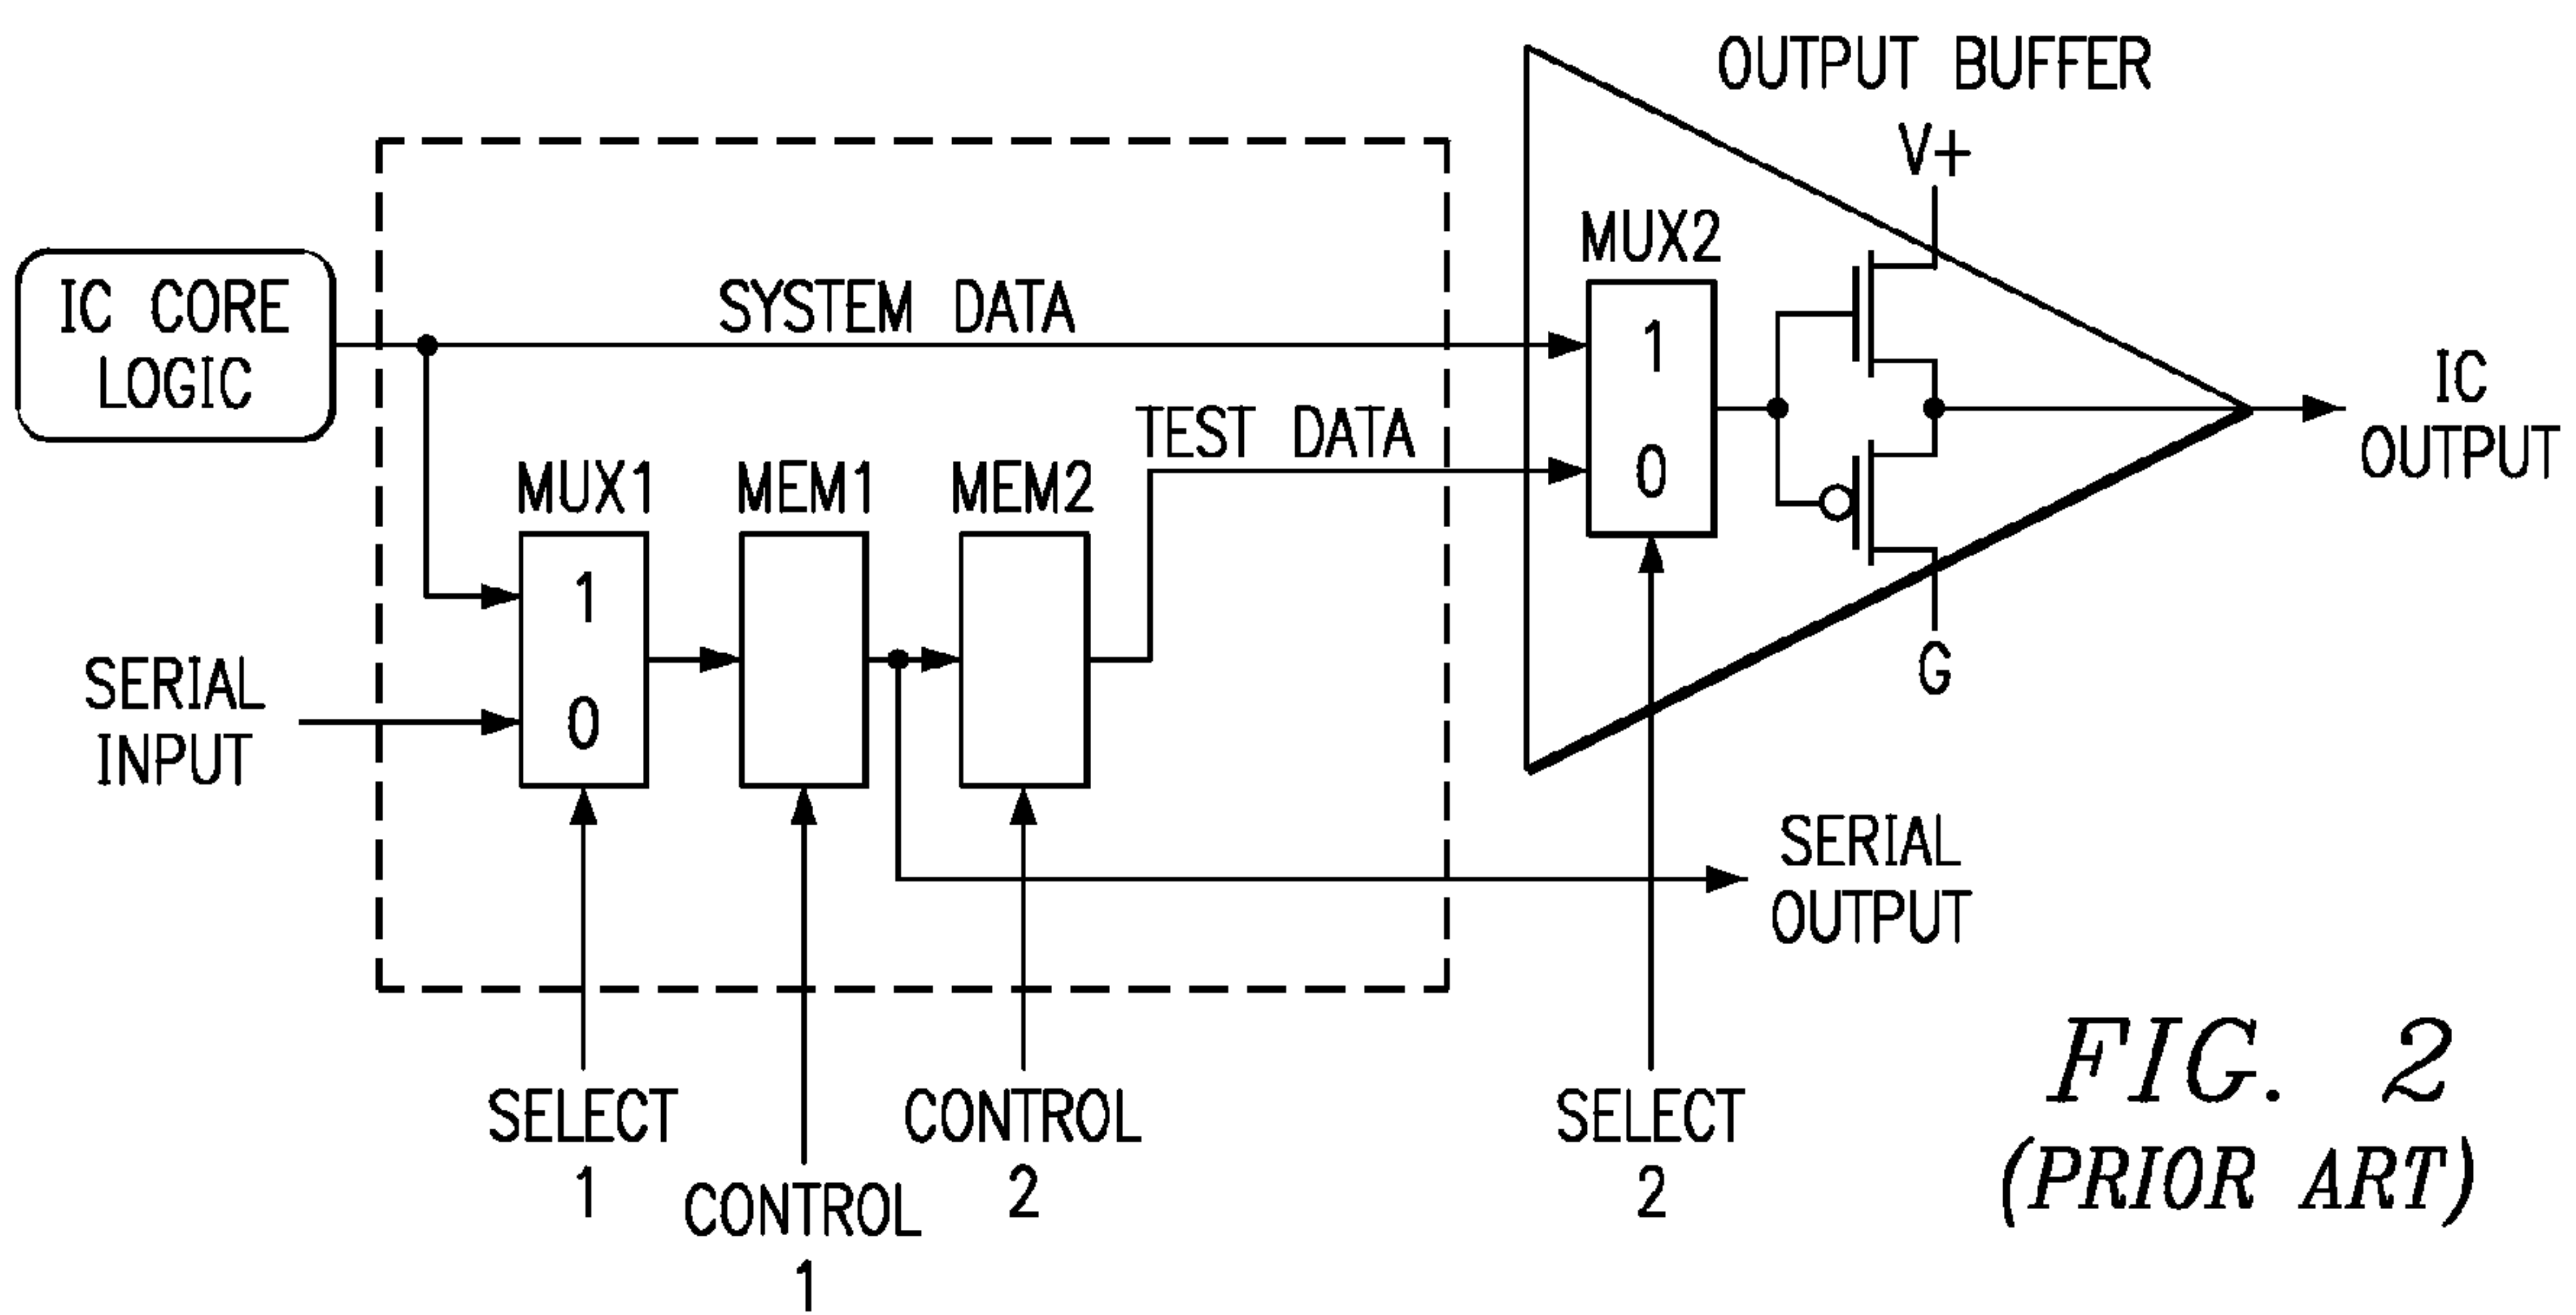 OUTPUT BUFFER
V+
MUX2
IC CORE
LOGIC
SYSTEM DATA
1
0
IC
OUTPUT
TEST DATA
MUX1
MEM1
MEM2
1
0
SERIAL
INPUT
G
SERIAL
OUTPUT
SELECT
1
CONTROL
1
CONTROL
2
SELECT
2
FIG. 2
(PRIOR ART)